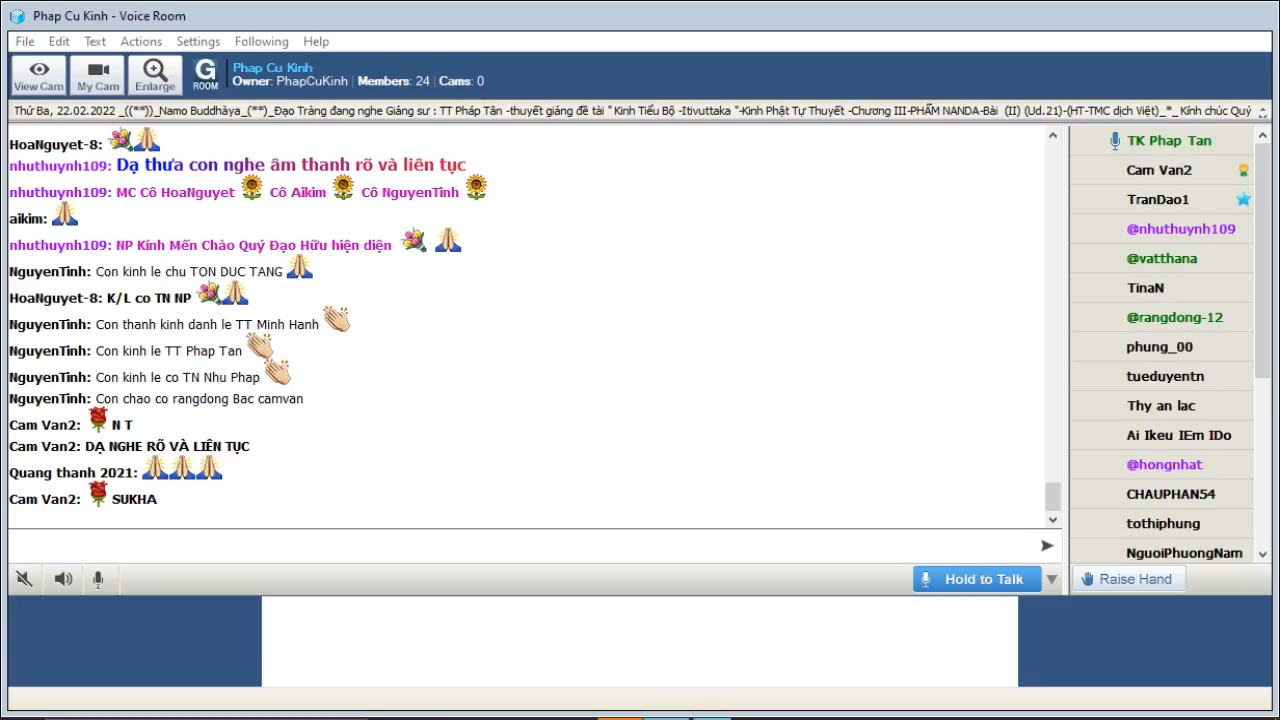 Phap Cu Kinh - Voice Room
File Edit Text Actions Settings Following Help
View Cam My Cam Enlarge G ROOM
Phap Cu Kinh
Owner: PhapCuKinh | Members: 24 | Cams: 0
Thứ Ba, 22.02.2022 _((**))_Namo Buddhàya_(**)_Đạo Tràng đang nghe Giảng sư : TT Pháp Tân -thuyết giảng đề tài " Kinh Tiểu Bộ -Itivuttaka "-Kinh Phật Tự Thuyết -Chương III-PHẨM NANDA-Bài (II) (Ud.21)-(HT-TMC dịch Việt)_*_ Kính chúc Quý
HoaNguyet-8:
nhuthuynh109: Dạ thưa con nghe âm thanh rõ và liên tục
nhuthuynh109: MC Cô HoaNguyet Cô Aikim Cô NguyenTinh
aikim:
nhuthuynh109: NP Kính Mến Chào Quý Đạo Hữu hiện diện
NguyenTinh: Con kinh le chu TON DUC TANG
HoaNguyet-8: K/L co TN NP
NguyenTinh: Con thanh kinh danh le TT Minh Hanh
NguyenTinh: Con kinh le TT Phap Tan
NguyenTinh: Con kinh le co TN Nhu Phap
NguyenTinh: Con chao co rangdong Bac camvan
Cam Van2: N T
Cam Van2: DẠ NGHE RÕ VÀ LIÊN TỤC
Quang thanh 2021:
Cam Van2: SUKHA
TK Phap Tan
Cam Van2
TranDao1
@nhuthuynh109
@vatthana
TinaN
@rangdong-12
phung_00
tueduyentn
Thy an lac
Ai Ikeu IEm IDo
@hongnhat
CHAUPHAN54
tothiphung
NguoiPhuongNam
Hold to Talk
Raise Hand